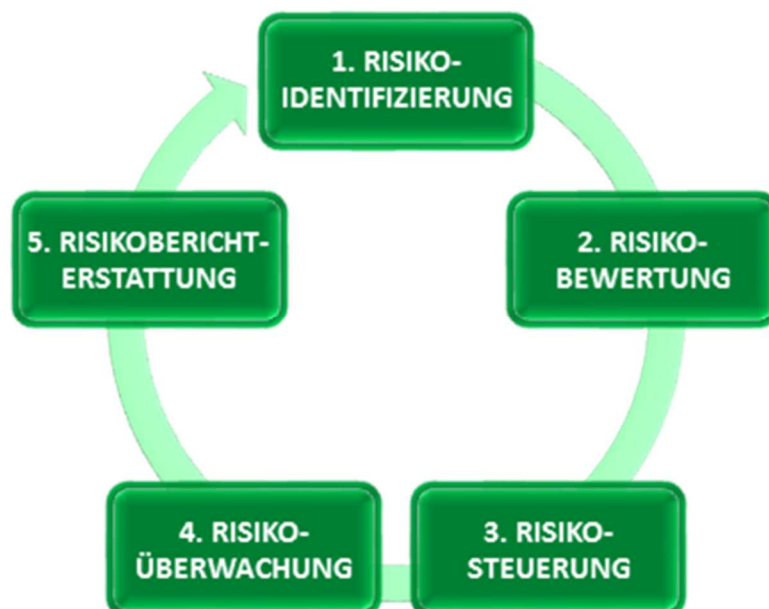 1. RISIKO-
IDENTIFIZIERUNG
2. RISIKO-
BEWERTUNG
3. RISIKO-
STEUERUNG
4. RISIKO-
ÜBERWACHUNG
5. RISIKOBERICHT-
ERSTATTUNG